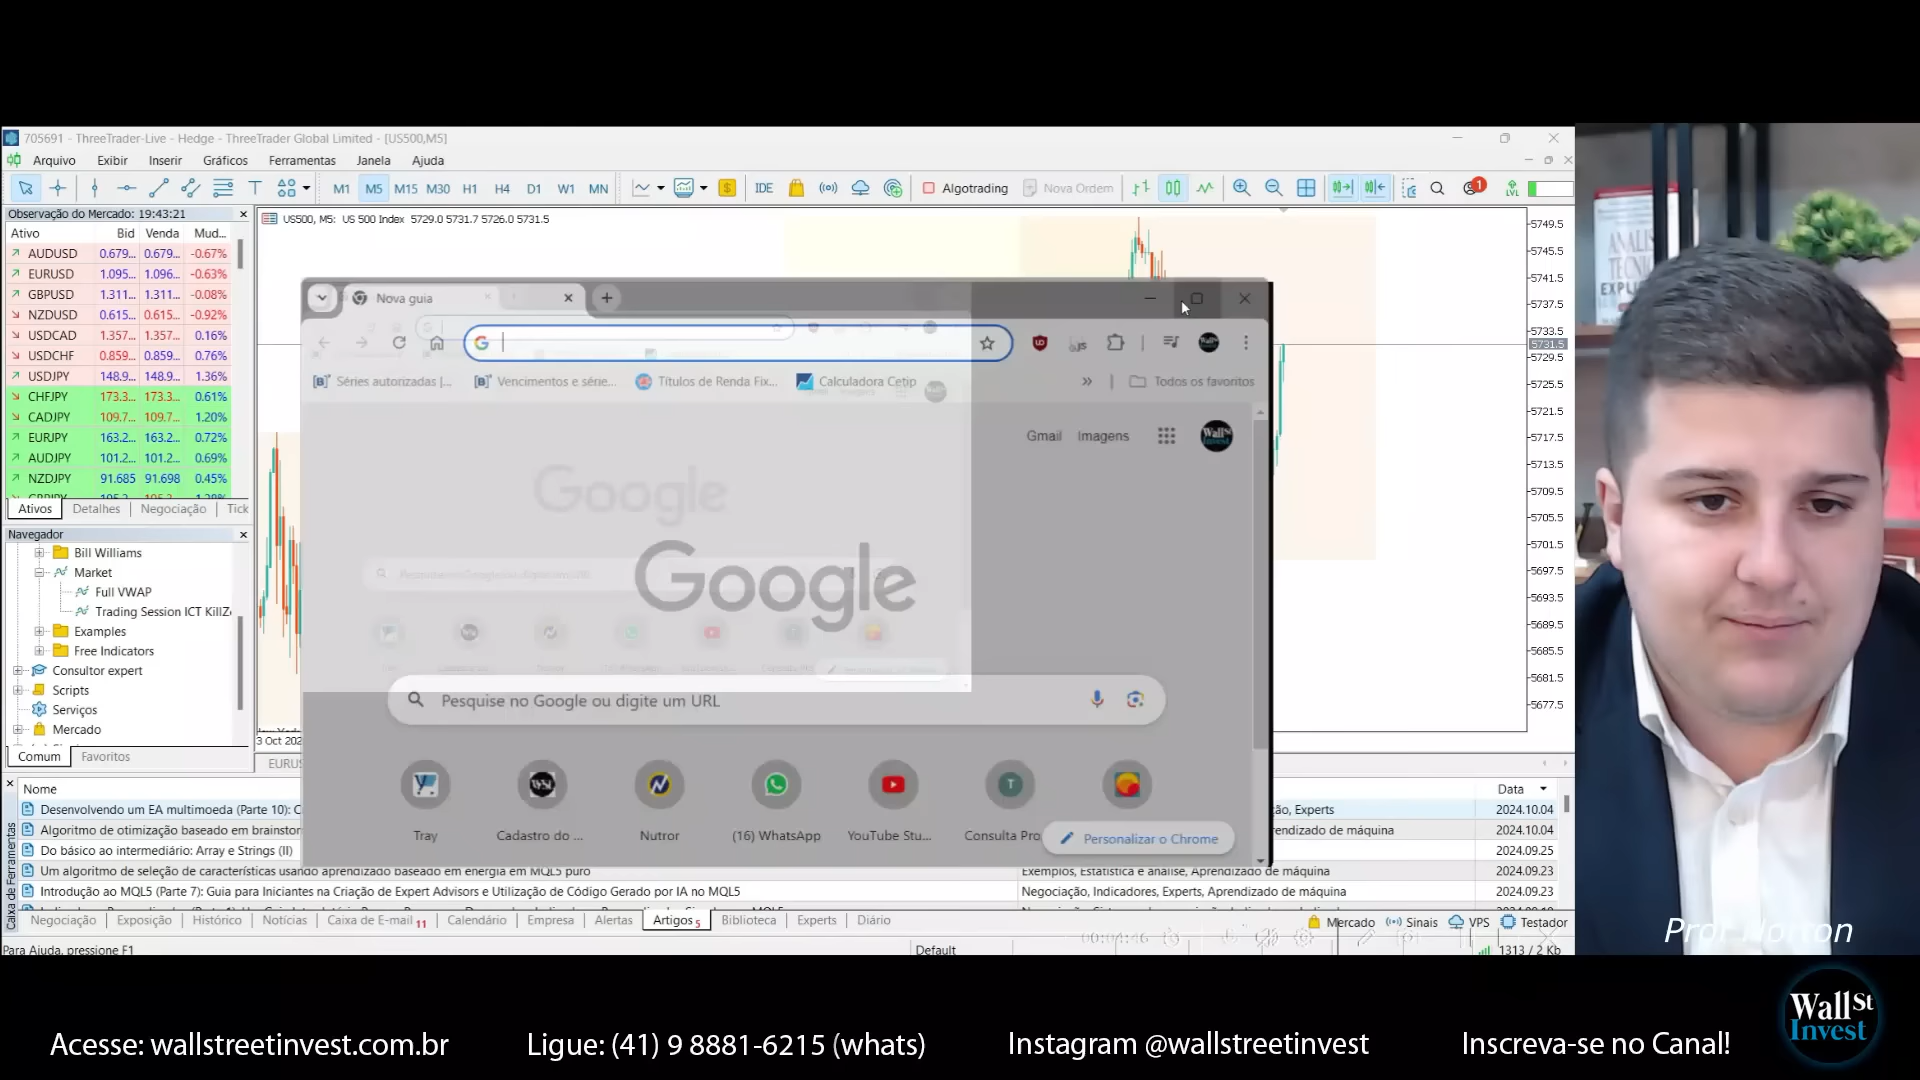 705691 - ThreeTrader-Live - Hedge - ThreeTrader Global Limited - [US500,M5]
Arquivo Exibir Inserir Gráficos Ferramentas Janela Ajuda
M1 M5 M15 M30 H1 H4 D1 W1 MN IDE Algotrading Nova Ordem 1 LVL
Observação do Mercado: 19:43:21
Ativo Bid Venda Mud...
AUDUSD 0.679... 0.679... -0.67%
EURUSD 1.095... 1.096... -0.63%
GBPUSD 1.311... 1.311... -0.08%
NZDUSD 0.615... 0.615... -0.92%
USDCAD 1.357... 1.357... 0.16%
USDCHF 0.859... 0.859... 0.76%
USDJPY 148.9... 148.9... 1.36%
CHFJPY 173.3... 173.3... 0.61%
CADJPY 109.7... 109.7... 1.20%
EURJPY 163.2... 163.2... 0.72%
AUDJPY 101.2... 101.2... 0.69%
NZDJPY 91.685 91.698 0.45%
Ativos Detalhes Negociação Tick
Navegador
Bill Williams
Market
Full VWAP
Trading Session ICT KillZ
Examples
Free Indicators
Consultor expert
Scripts
Serviços
Mercado
Comum Favoritos
US500, M5: US 500 Index 5729.0 5731.7 5726.0 5731.5
5749.5
5745.5
5741.5
5737.5
5733.5
5731.5
5729.5
5725.5
5721.5
5717.5
5713.5
5709.5
5705.5
5701.5
5697.5
5693.5
5689.5
5685.5
5681.5
5677.5
3 Oct 202
EURUS
Nova guia
Séries autorizadas |... Vencimentos e série... Títulos de Renda Fix... Calculadora Cetip » Todos os favoritos
Gmail Imagens
Google
Google
Pesquise no Google ou digite um URL
Tray Cadastro do ... Nutror (16) WhatsApp YouTube Stu... Consulta Pro
Personalizar o Chrome
Caixa de Ferramentas
Nome Data
Desenvolvendo um EA multimoeda (Parte 10): C ão, Experts 2024.10.04
Algoritmo de otimização baseado em brainstor rendizado de máquina 2024.10.04
Do básico ao intermediário: Array e Strings (II) 2024.09.25
Um algoritmo de seleção de características usando aprendizado baseado em energia em MQL5 puro Exemplos, Estatística e análise, Aprendizado de máquina 2024.09.23
Introdução ao MQL5 (Parte 7): Guia para Iniciantes na Criação de Expert Advisors e Utilização de Código Gerado por IA no MQL5 Negociação, Indicadores, Experts, Aprendizado de máquina 2024.09.23
Negociação Exposição Histórico Notícias Caixa de E-mail 11 Calendário Empresa Alertas Artigos 5 Biblioteca Experts Diário Mercado Sinais VPS Testador
00:04:46
Para Ajuda, pressione F1 Default 1313 / 2 Kb
Prof Norton
Wall St
Invest
Acesse: wallstreetinvest.com.br Ligue: (41) 9 8881-6215 (whats) Instagram @wallstreetinvest Inscreva-se no Canal!